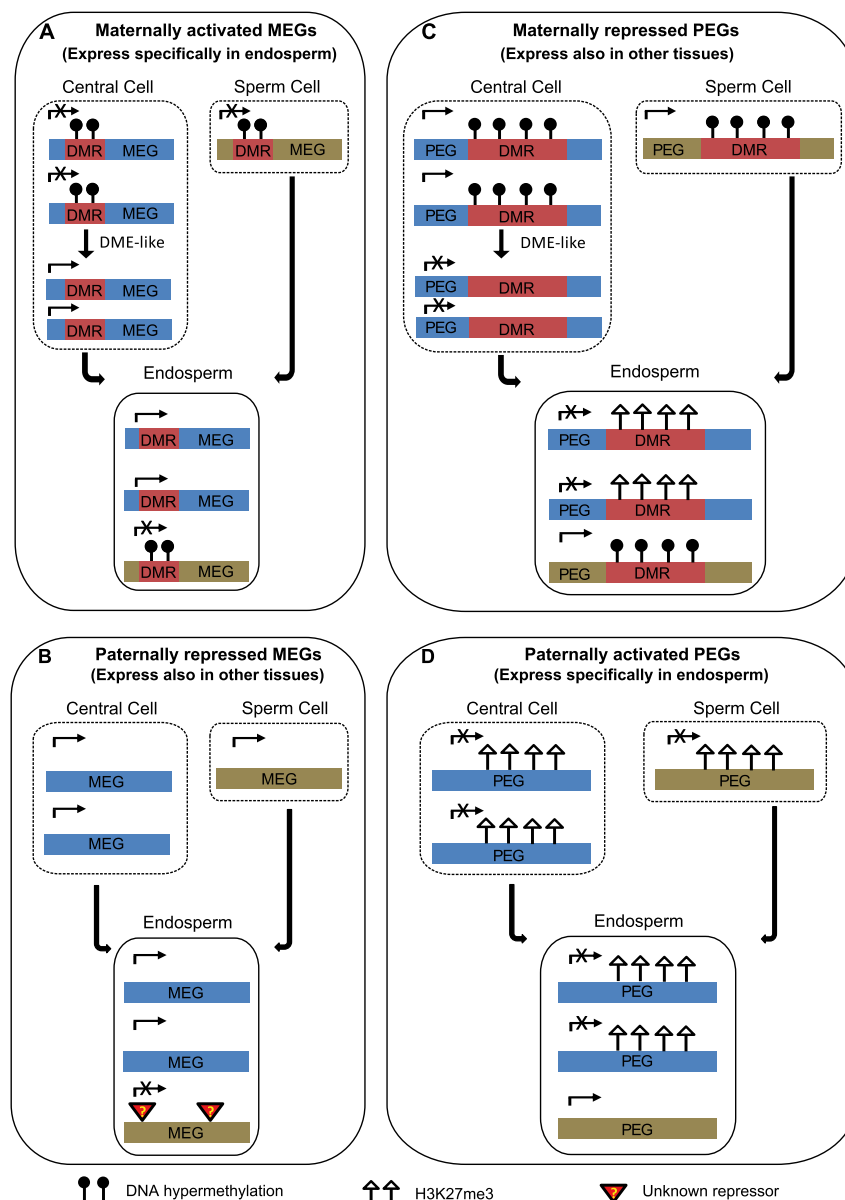 A
Maternally activated MEGs
(Express specifically in endosperm)
Central Cell
Sperm Cell
DMR MEG
DMR MEG
DMR MEG
DME-like
DMR MEG
DMR MEG
Endosperm
DMR MEG
DMR MEG
DMR MEG
C
Maternally repressed PEGs
(Express also in other tissues)
Central Cell
Sperm Cell
PEG DMR
PEG DMR
PEG DMR
DME-like
PEG DMR
PEG DMR
Endosperm
PEG DMR
PEG DMR
PEG DMR
B
Paternally repressed MEGs
(Express also in other tissues)
Central Cell
Sperm Cell
MEG
MEG
MEG
Endosperm
MEG
MEG
? ?
MEG
D
Paternally activated PEGs
(Express specifically in endosperm)
Central Cell
Sperm Cell
PEG
PEG
PEG
Endosperm
PEG
PEG
PEG
DNA hypermethylation
H3K27me3
? Unknown repressor